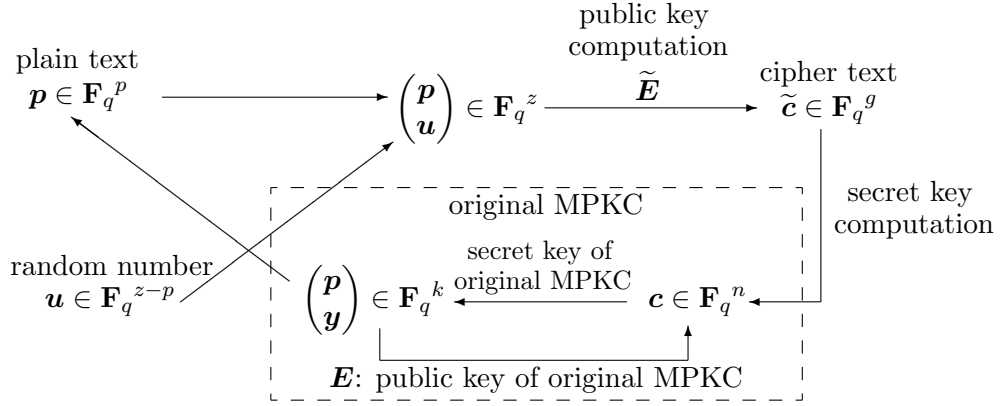 public key
computation
Ẽ
plain text
p ∈ F_q^p
(p u) ∈ F_q^z
cipher text
c̃ ∈ F_q^g
secret key
computation
original MPKC
random number
u ∈ F_q^{z−p}
secret key of
original MPKC
(p y) ∈ F_q^k
c ∈ F_q^n
E: public key of original MPKC